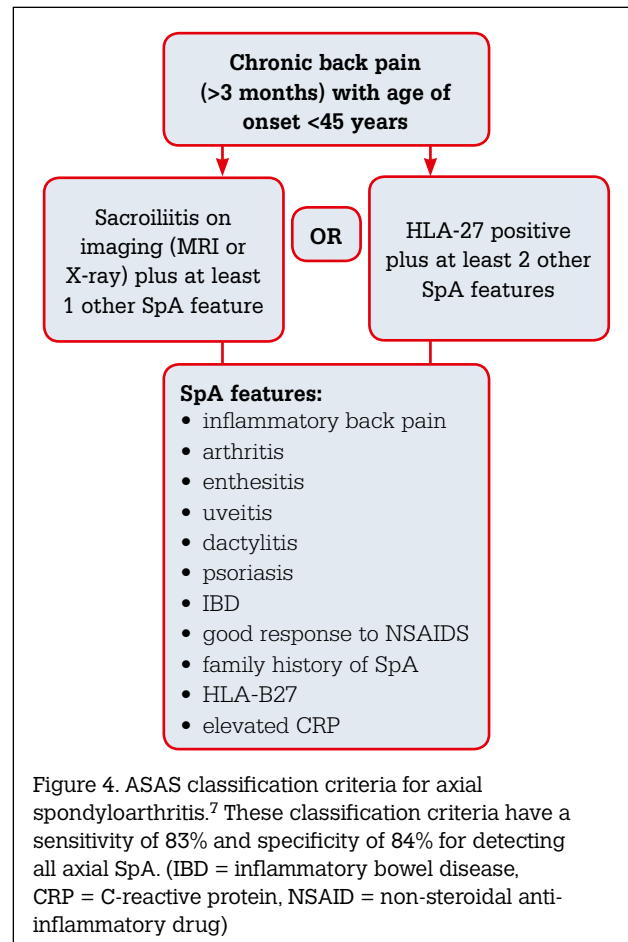 Chronic back pain
(>3 months) with age of
onset <45 years
Sacroiliitis on
imaging (MRI or
X-ray) plus at least
1 other SpA feature
OR
HLA-27 positive
plus at least 2 other
SpA features
SpA features:
• inflammatory back pain
• arthritis
• enthesitis
• uveitis
• dactylitis
• psoriasis
• IBD
• good response to NSAIDS
• family history of SpA
• HLA-B27
• elevated CRP
Figure 4. ASAS classification criteria for axial
spondyloarthritis.⁷ These classification criteria have a
sensitivity of 83% and specificity of 84% for detecting
all axial SpA. (IBD = inflammatory bowel disease,
CRP = C-reactive protein, NSAID = non-steroidal anti-
inflammatory drug)